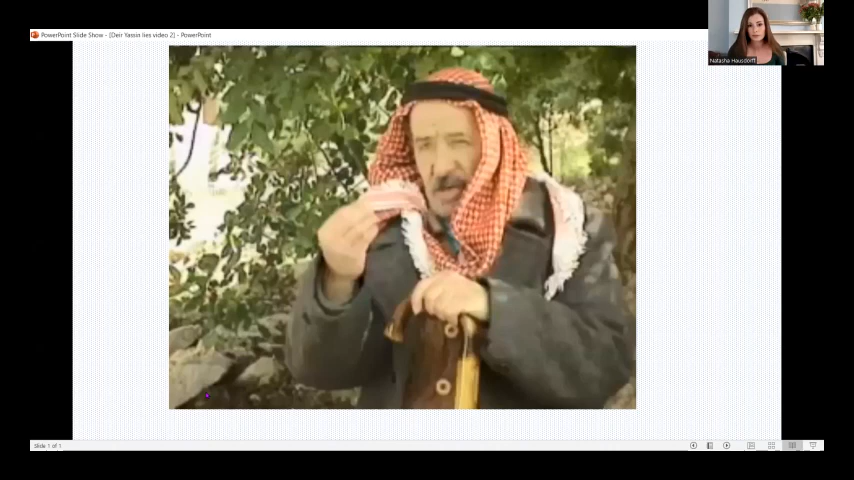 PowerPoint Slide Show - [Deir Yassin lies video 2] - PowerPoint
Natasha Hausdorff
Slide 1 of 1